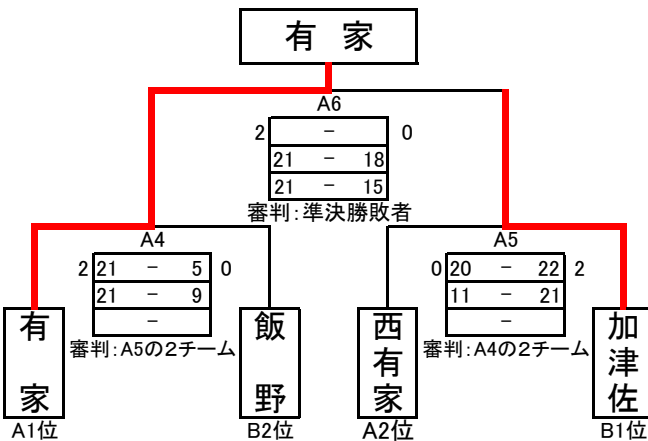 有家
A6
2 - 0
21 - 18
21 - 15
審判:準決勝敗者
A4
2 21 - 5 0
21 - 9
-
審判:A5の2チーム
A5
0 20 - 22 2
11 - 21
-
審判:A4の2チーム
有家
A1位
飯野
B2位
西有家
A2位
加津佐
B1位